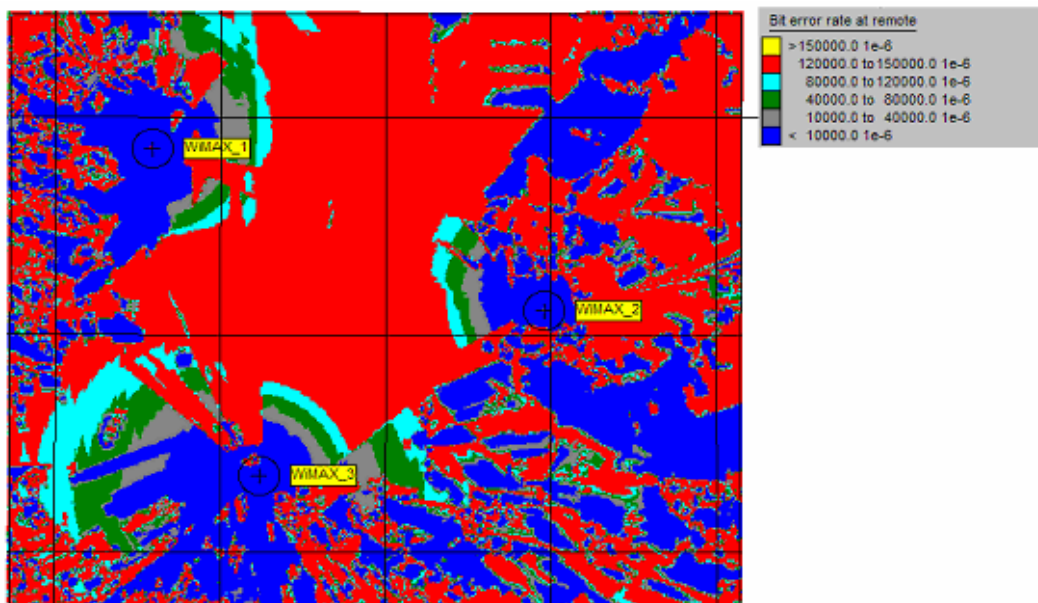 Bit error rate at remote
> 150000.0 1e-6
120000.0 to 150000.0 1e-6
80000.0 to 120000.0 1e-6
40000.0 to 80000.0 1e-6
10000.0 to 40000.0 1e-6
< 10000.0 1e-6
WiMAX_1
WiMAX_2
WiMAX_3